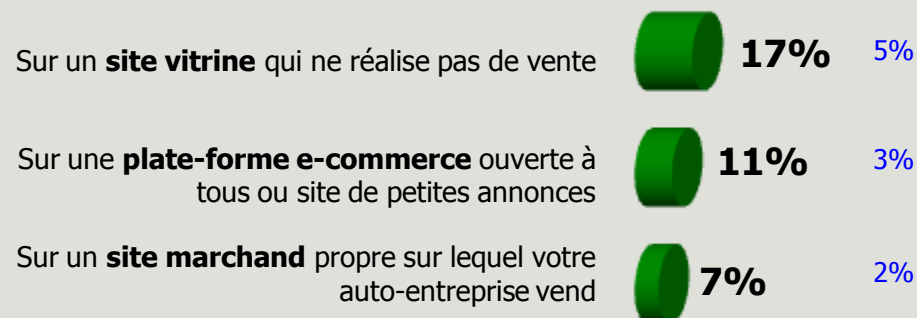 Sur un site vitrine qui ne réalise pas de vente 17% 5%
Sur une plate-forme e-commerce ouverte à
tous ou site de petites annonces 11% 3%
Sur un site marchand propre sur lequel votre
auto-entreprise vend 7% 2%